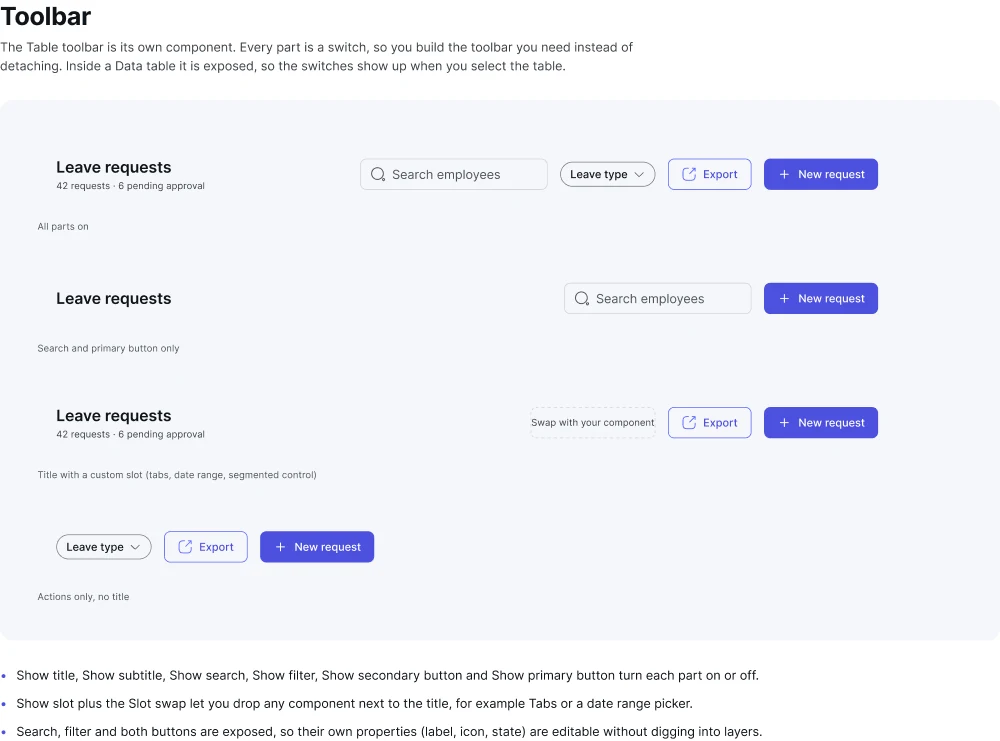 Toolbar
The Table toolbar is its own component. Every part is a switch, so you build the toolbar you need instead of
detaching. Inside a Data table it is exposed, so the switches show up when you select the table.
Leave requests
42 requests · 6 pending approval
Search employees
Leave type
Export
New request
All parts on
Leave requests
Search employees
New request
Search and primary button only
Leave requests
42 requests · 6 pending approval
Swap with your component
Export
New request
Title with a custom slot (tabs, date range, segmented control)
Leave type
Export
New request
Actions only, no title
Show title, Show subtitle, Show search, Show filter, Show secondary button and Show primary button turn each part on or off.
Show slot plus the Slot swap let you drop any component next to the title, for example Tabs or a date range picker.
Search, filter and both buttons are exposed, so their own properties (label, icon, state) are editable without digging into layers.